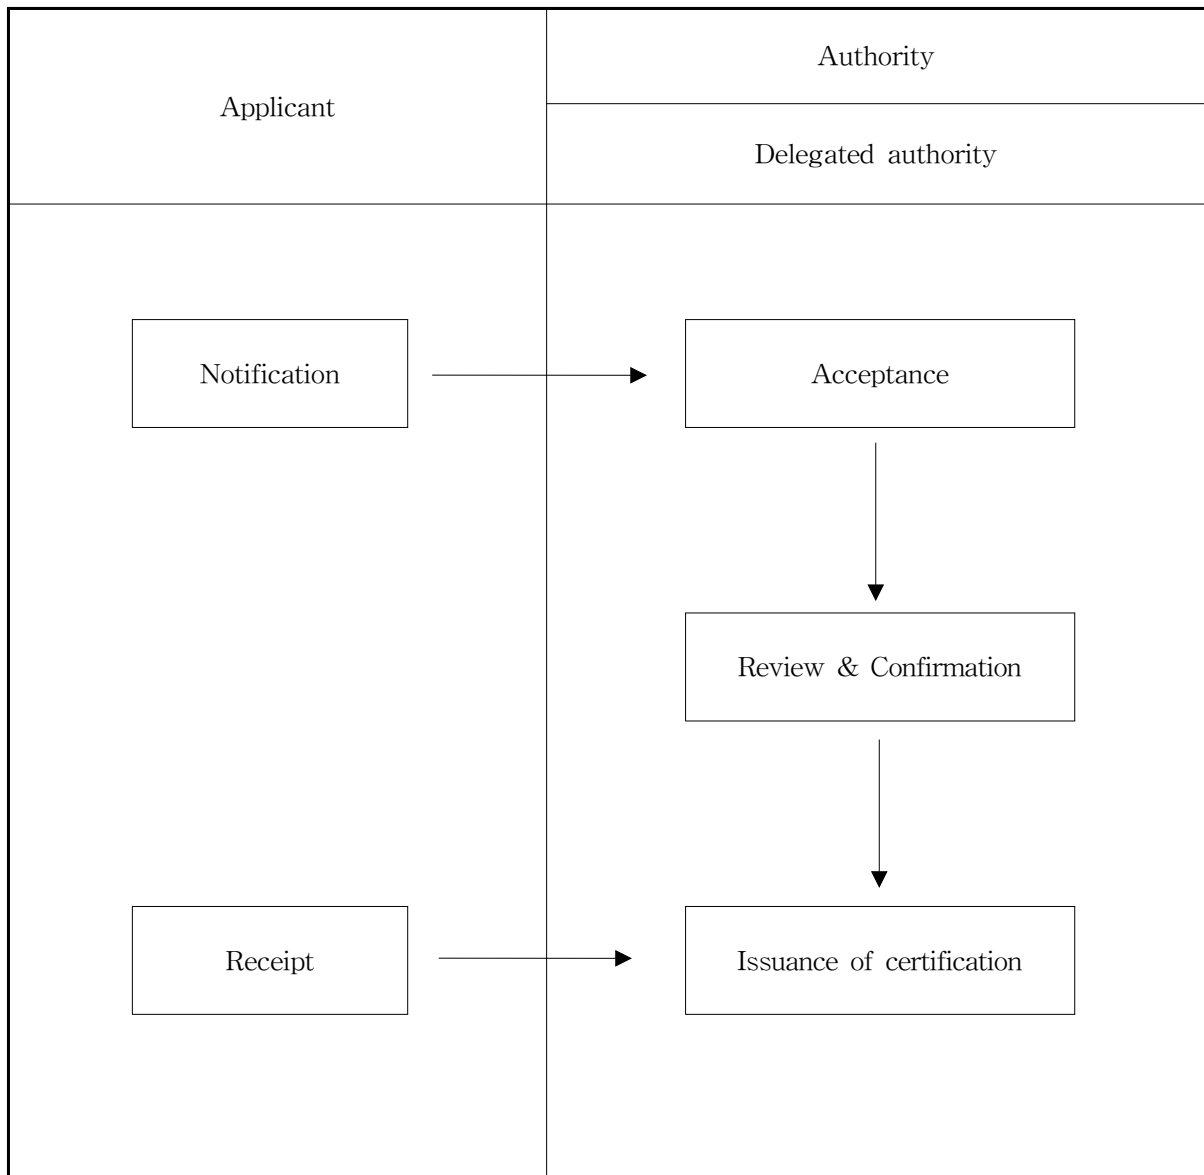 Applicant
Authority
Delegated authority
Notification
Acceptance
Review & Confirmation
Receipt
Issuance of certification